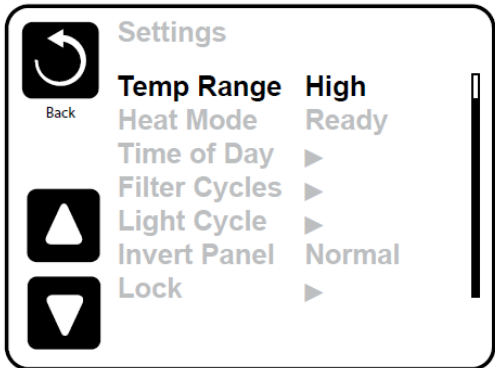 Settings
Back
Temp Range High
Heat Mode Ready
Time of Day ▶
Filter Cycles ▶
Light Cycle ▶
Invert Panel Normal
Lock ▶